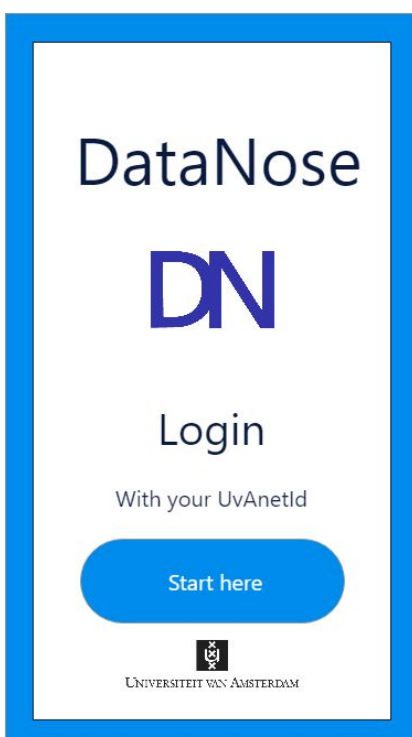 DataNose
DN
Login
With your UvAnetId
Start here
UNIVERSITEIT VAN AMSTERDAM